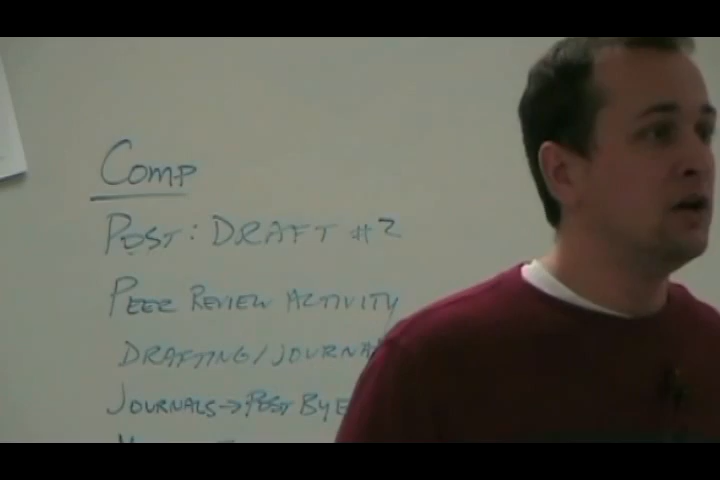 Comp
POST: DRAFT #2
PEER REVIEW ACTIVITY
DRAFTING/JOURNA
JOURNALS→POST BY E